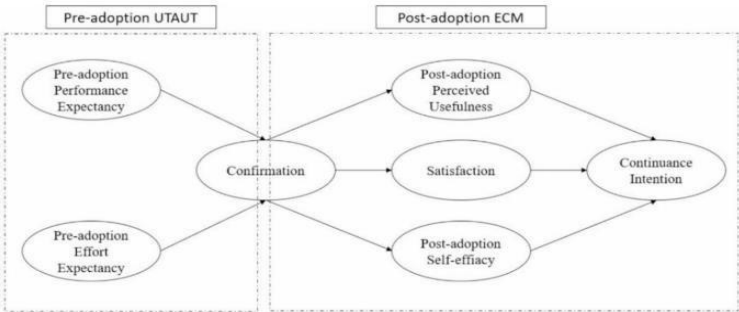 Pre-adoption UTAUT
Post-adoption ECM
Pre-adoption
Performance
Expectancy
Post-adoption
Perceived
Usefulness
Confirmation
Satisfaction
Continuance
Intention
Pre-adoption
Effort
Expectancy
Post-adoption
Self-effiacy